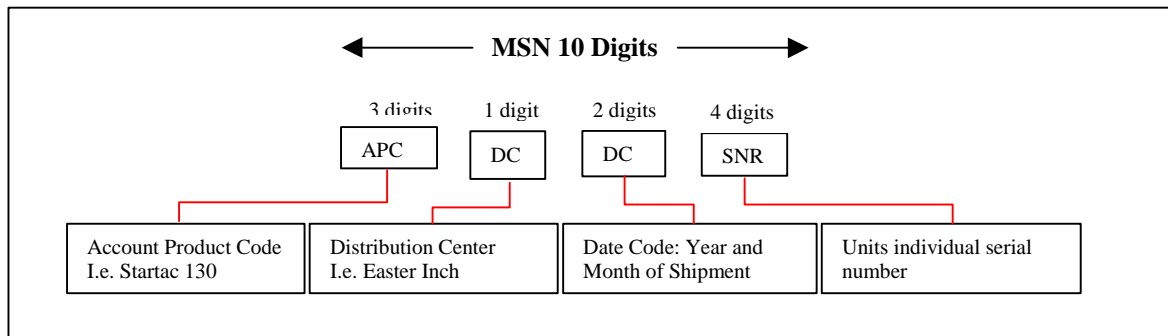 MSN 10 Digits
3 digits 1 digit 2 digits 4 digits
APC DC DC SNR
Account Product Code
I.e. Startac 130
Distribution Center
I.e. Easter Inch
Date Code: Year and
Month of Shipment
Units individual serial
number